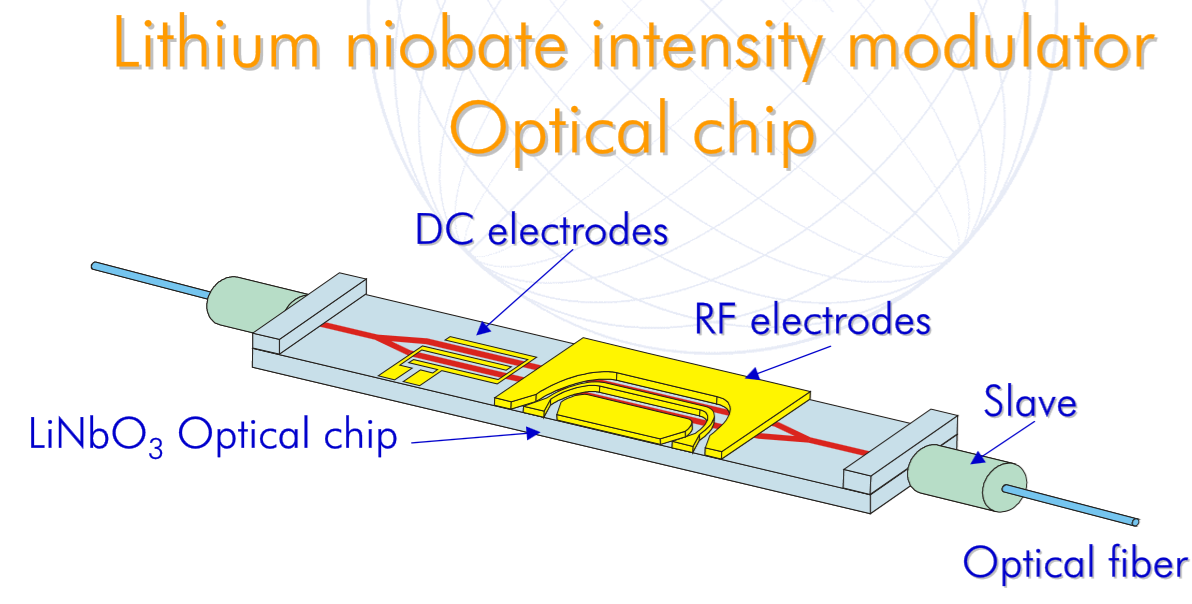 Lithium niobate intensity modulator
Optical chip
DC electrodes
RF electrodes
Slave
LiNbO₃ Optical chip
Optical fiber